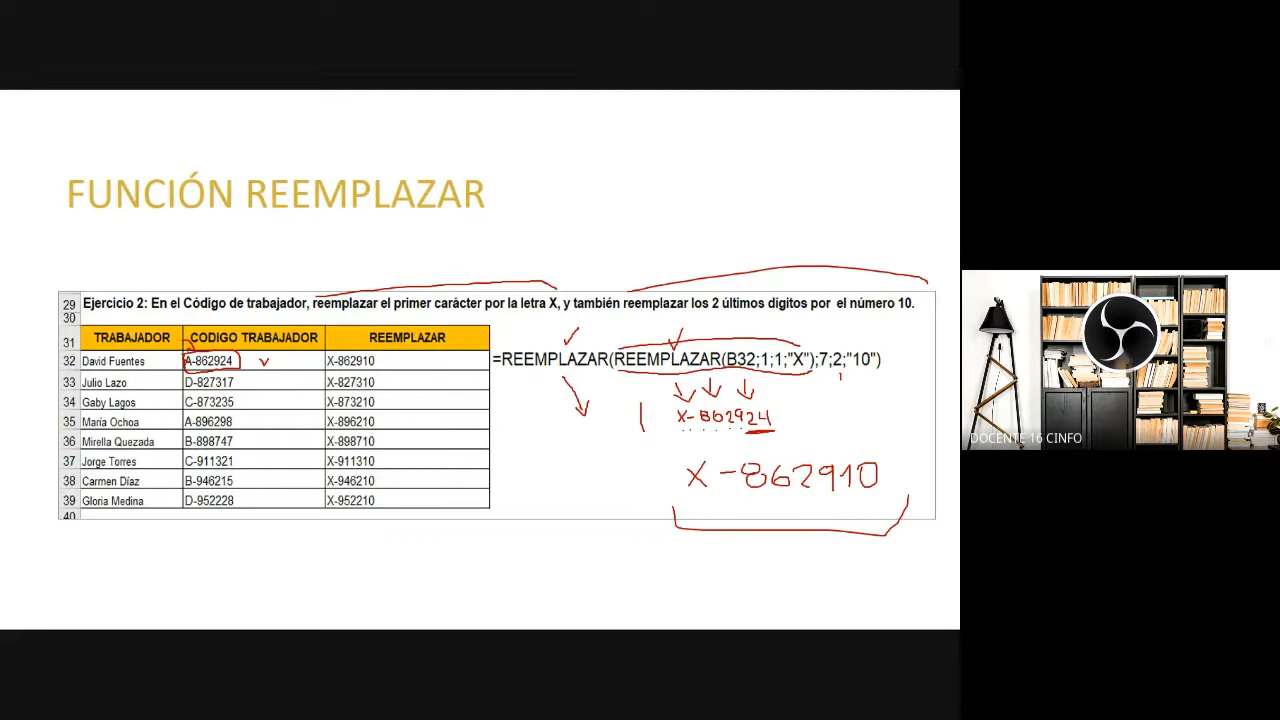 FUNCIÓN REEMPLAZAR
29 Ejercicio 2: En el Código de trabajador, reemplazar el primer carácter por la letra X, y también reemplazar los 2 últimos dígitos por el número 10.
30
31 TRABAJADOR CODIGO TRABAJADOR REEMPLAZAR
32 David Fuentes A-862924 X-862910 =REEMPLAZAR(REEMPLAZAR(B32;1;1;"X");7;2;"10")
33 Julio Lazo D-827317 X-827310
34 Gaby Lagos C-873235 X-873210
X-862924
35 María Ochoa A-896298 X-896210
36 Mirella Quezada B-898747 X-898710
37 Jorge Torres C-911321 X-911310
X-862910
38 Carmen Díaz B-946215 X-946210
39 Gloria Medina D-952228 X-952210
40
DOCENTE 16 CINFO